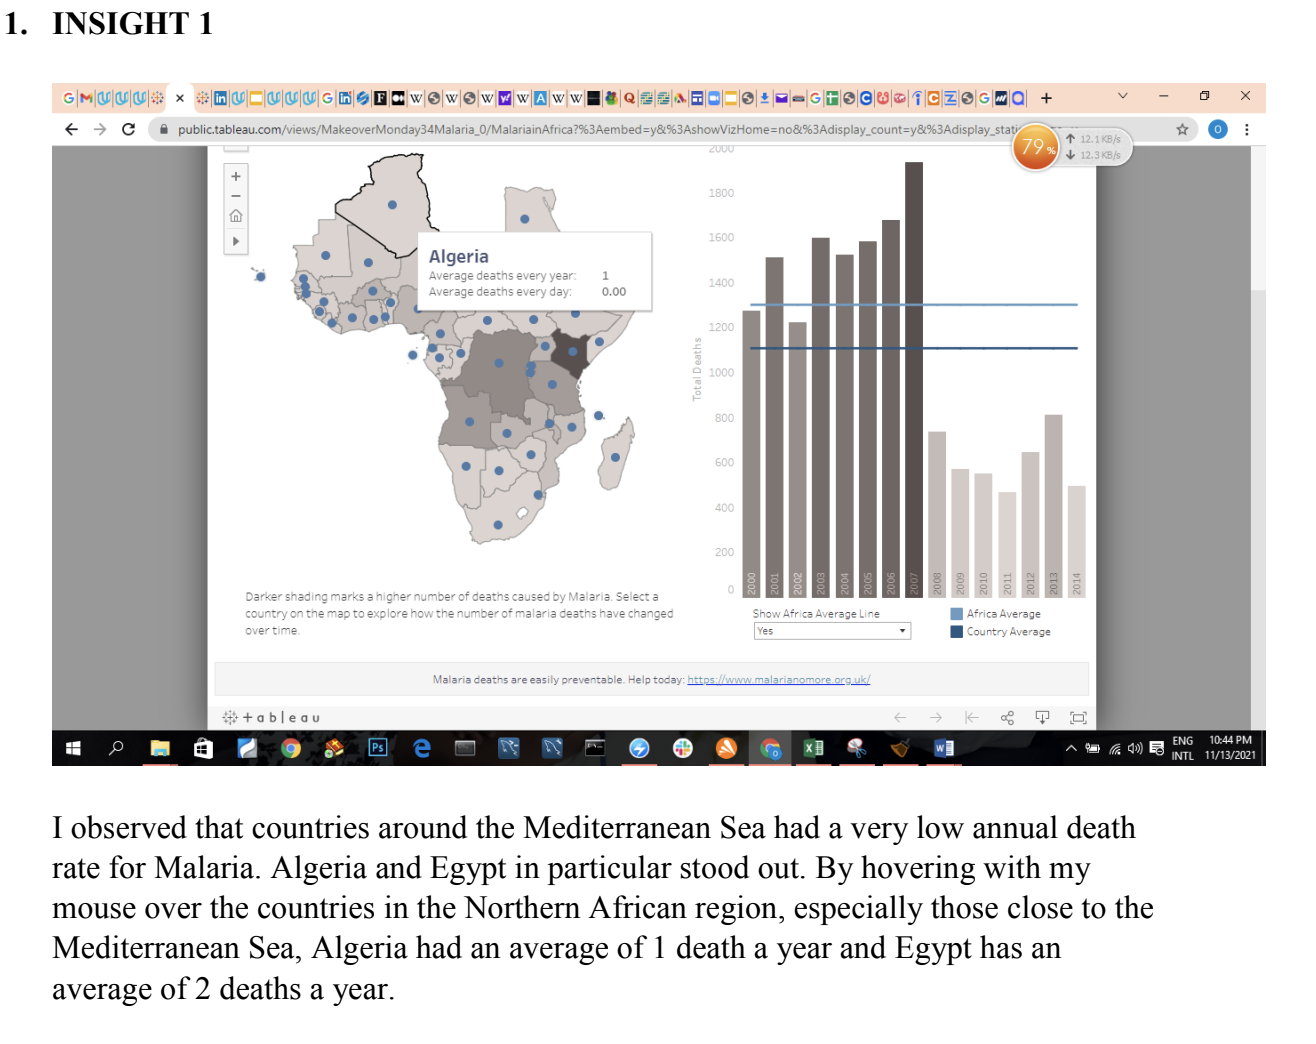 1. INSIGHT 1
public.tableau.com/views/MakeoverMonday34Malaria_0/MalariainAfrica?%3Aembed=y&%3AshowVizHome=no&%3Adisplay_count=y&%3Adisplay_stati
79%
12.1 KB/s
12.3 KB/s
Algeria
Average deaths every year: 1
Average deaths every day: 0.00
Total Deaths
2000
1800
1600
1400
1200
1000
800
600
400
200
0
2000 2001 2002 2003 2004 2005 2006 2007 2008 2009 2010 2011 2012 2013 2014
Darker shading marks a higher number of deaths caused by Malaria. Select a
country on the map to explore how the number of malaria deaths have changed
over time.
Show Africa Average Line
Yes
Africa Average
Country Average
Malaria deaths are easily preventable. Help today: https://www.malarianomore.org.uk/
+ableau
ENG
INTL
10:44 PM
11/13/2021
I observed that countries around the Mediterranean Sea had a very low annual death
rate for Malaria. Algeria and Egypt in particular stood out. By hovering with my
mouse over the countries in the Northern African region, especially those close to the
Mediterranean Sea, Algeria had an average of 1 death a year and Egypt has an
average of 2 deaths a year.